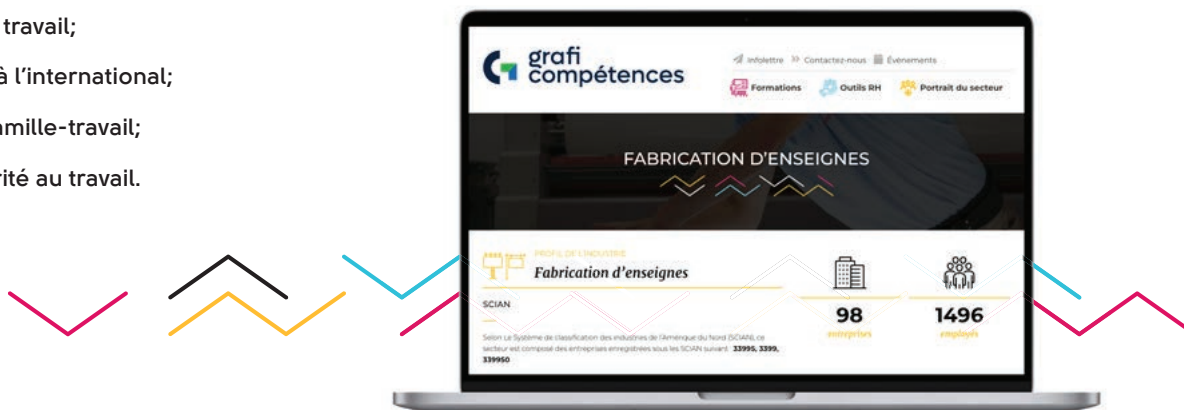 travail;
à l'international;
amille-travail;
rité au travail.
grafi
compétences
Infolettre Contactez-nous Événements
Formations Outils RH Portrait du secteur
FABRICATION D'ENSEIGNES
PROFIL DE L'INDUSTRIE
Fabrication d'enseignes
SCIAN
Selon Le Système de classification des industries de l'Amérique du Nord (SCIAN), ce
secteur est composé des entreprises enregistrées sous les SCIAN suivant : 33995, 3399,
339950
98
entreprises
1496
employés